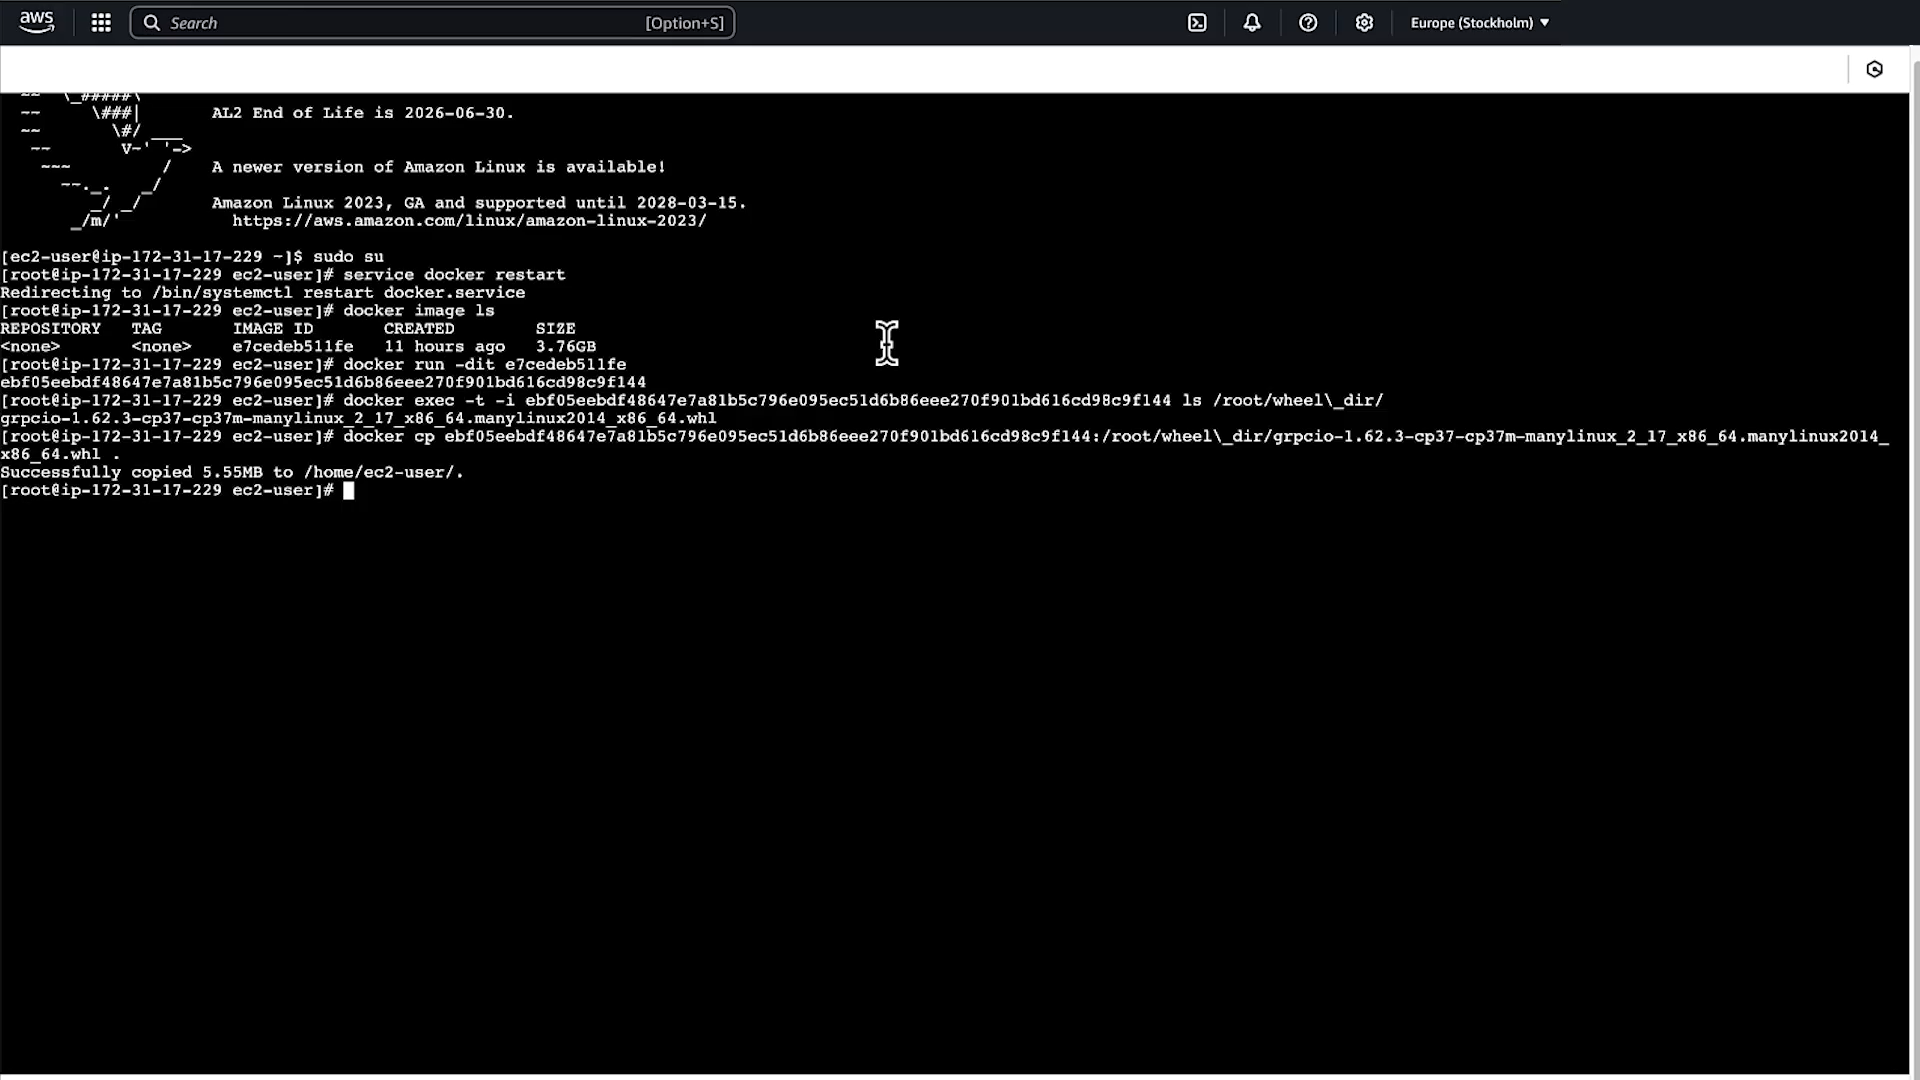 aws
Search
[Option+S]
Europe (Stockholm)
~~ \_#####\
~~ \###| AL2 End of Life is 2026-06-30.
~~ \#/ ___
~~ V~' '->
~~~ / A newer version of Amazon Linux is available!
~~._. _/
_/ _/ Amazon Linux 2023, GA and supported until 2028-03-15.
_/m/' https://aws.amazon.com/linux/amazon-linux-2023/
[ec2-user@ip-172-31-17-229 ~]$ sudo su
[root@ip-172-31-17-229 ec2-user]# service docker restart
Redirecting to /bin/systemctl restart docker.service
[root@ip-172-31-17-229 ec2-user]# docker image ls
REPOSITORY TAG IMAGE ID CREATED SIZE
<none> <none> e7cedeb511fe 11 hours ago 3.76GB
[root@ip-172-31-17-229 ec2-user]# docker run -dit e7cedeb511fe
ebf05eebdf48647e7a81b5c796e095ec51d6b86eee270f901bd616cd98c9f144
[root@ip-172-31-17-229 ec2-user]# docker exec -t -i ebf05eebdf48647e7a81b5c796e095ec51d6b86eee270f901bd616cd98c9f144 ls /root/wheel\_dir/
grpcio-1.62.3-cp37-cp37m-manylinux_2_17_x86_64.manylinux2014_x86_64.whl
[root@ip-172-31-17-229 ec2-user]# docker cp ebf05eebdf48647e7a81b5c796e095ec51d6b86eee270f901bd616cd98c9f144:/root/wheel\_dir/grpcio-1.62.3-cp37-cp37m-manylinux_2_17_x86_64.manylinux2014_
x86_64.whl .
Successfully copied 5.55MB to /home/ec2-user/.
[root@ip-172-31-17-229 ec2-user]#